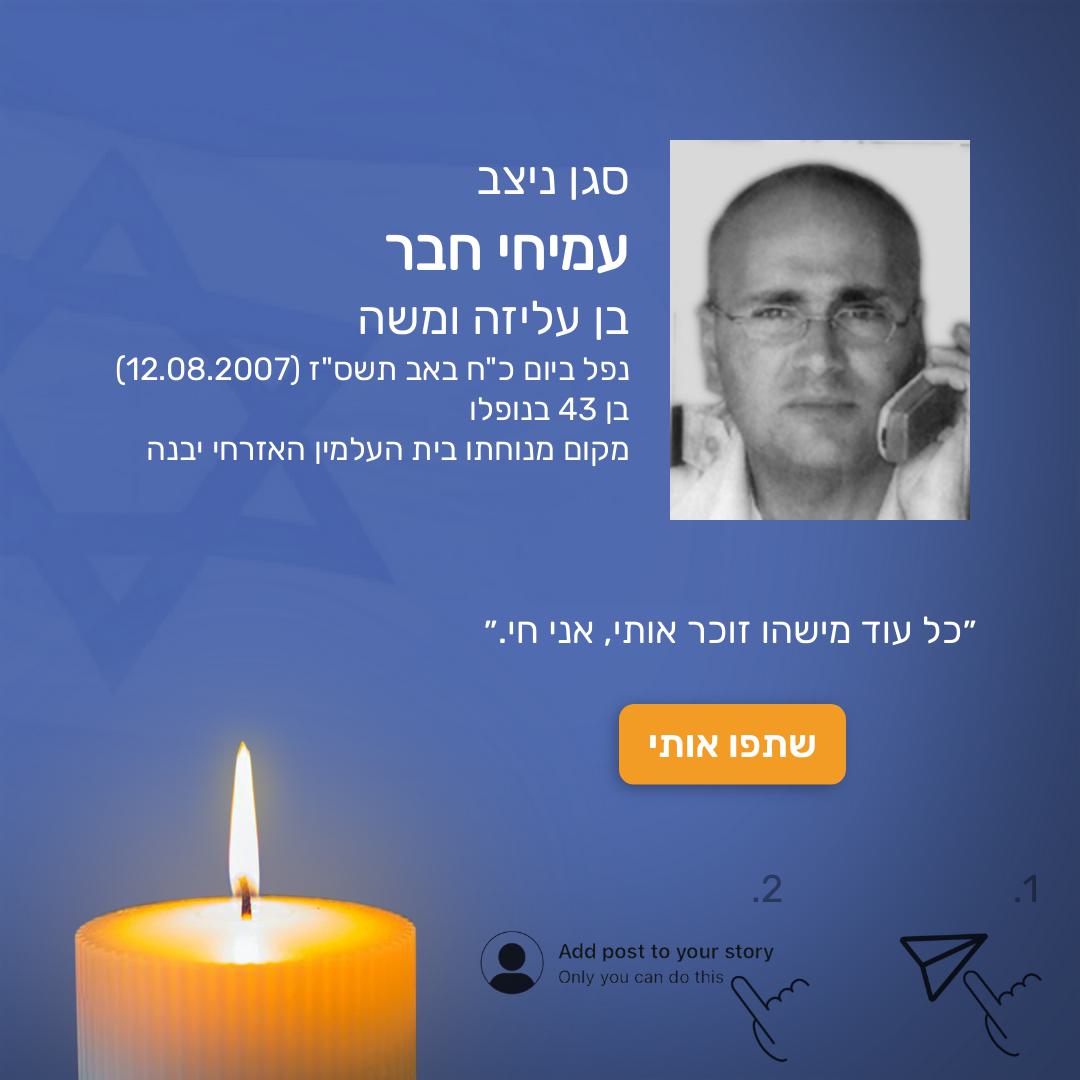 סגן ניצב
עמיחי חבר
בן עליזה ומשה
נפל ביום כ"ח באב תשס"ז (12.08.2007)
בן 43 בנופלו
מקום מנוחתו בית העלמין האזרחי יבנה
״כל עוד מישהו זוכר אותי, אני חי.״
שתפו אותי
.1
.2
Add post to your story
Only you can do this